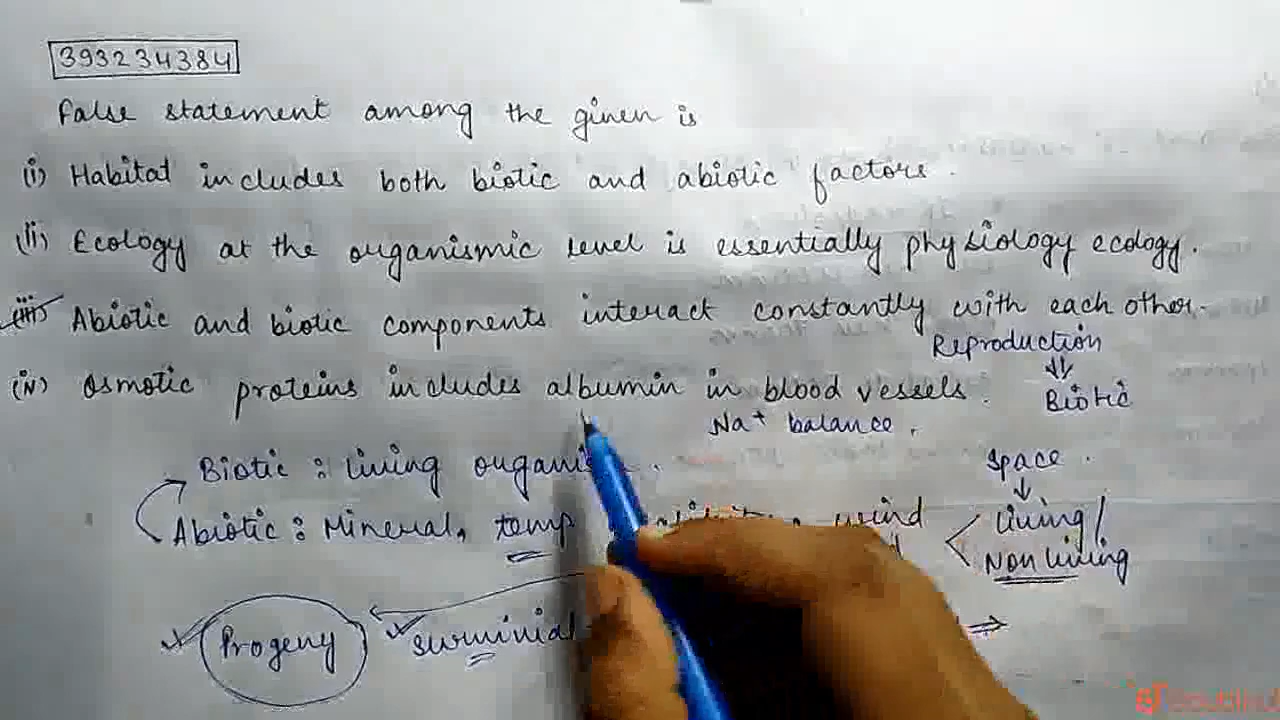 393234384
False statement among the given is
(i) Habitat includes both biotic and abiotic factors.
(ii) Ecology at the organismic level is essentially physiology ecology.
(iii) Abiotic and biotic components interact constantly with each other.
Reproduction
(iv) Osmotic proteins includes albumin in blood vessels.
Biotic
Na+ balance.
Biotic : living
Space
Abiotic : Mineral, temp wind
living/
Non living
Progeny
survival